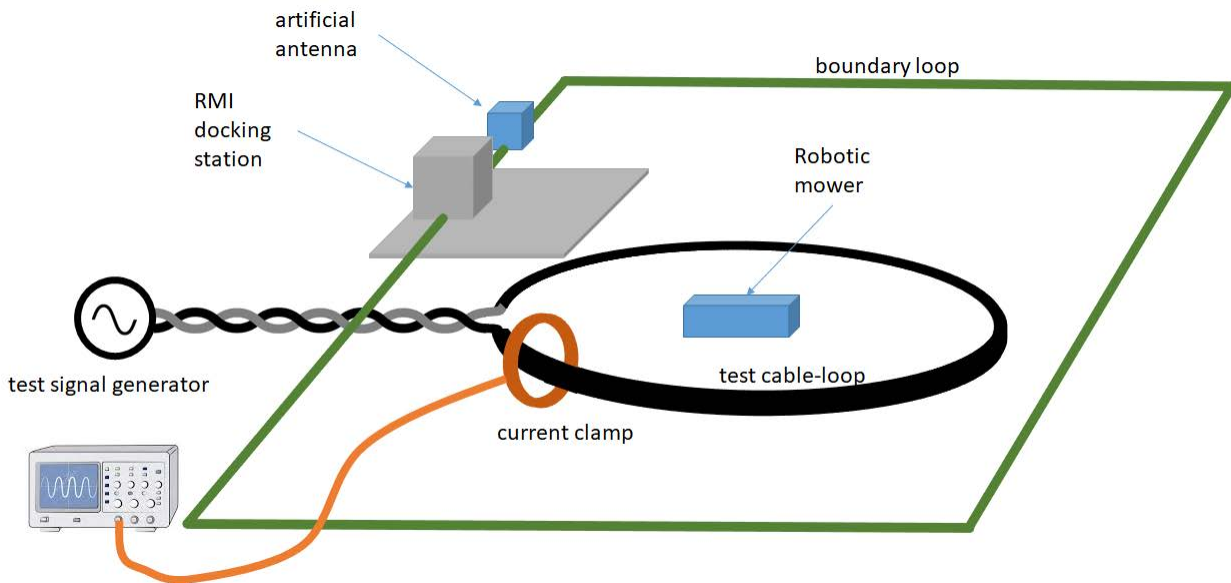 artificial
antenna
boundary loop
RMI
docking
station
Robotic
mower
test signal generator
test cable-loop
current clamp